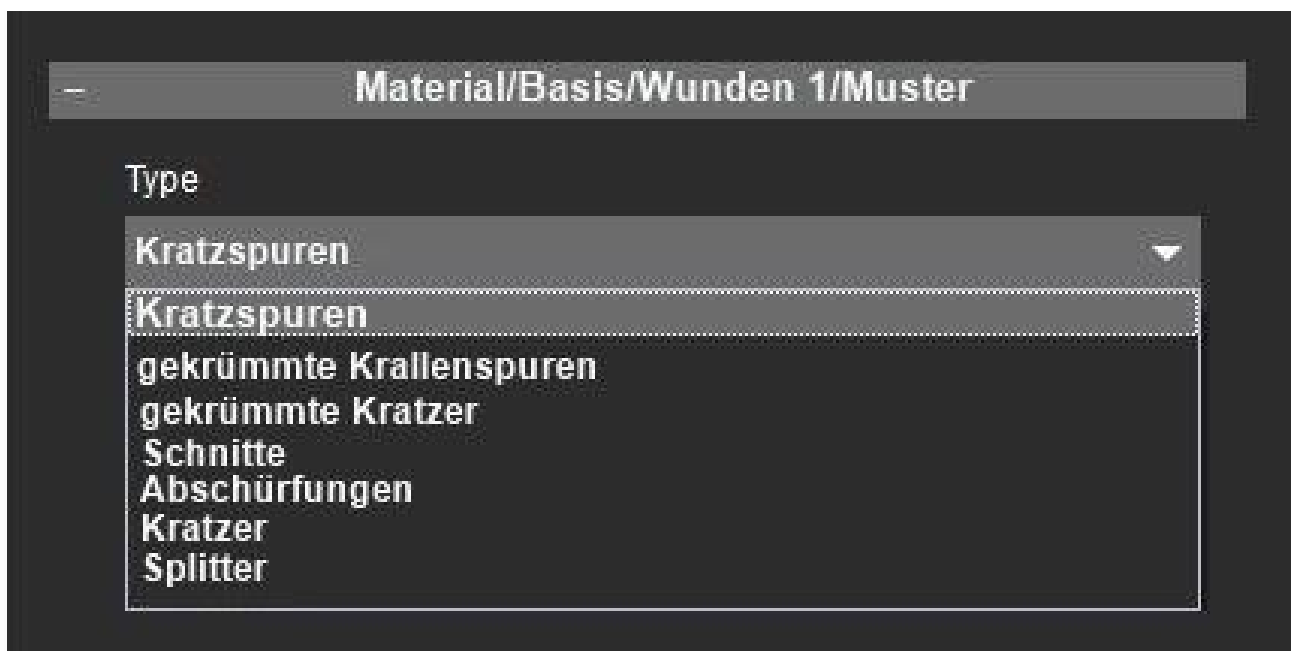 – Material/Basis/Wunden 1/Muster
Type
Kratzspuren
Kratzspuren
gekrümmte Krallenspuren
gekrümmte Kratzer
Schnitte
Abschürfungen
Kratzer
Splitter